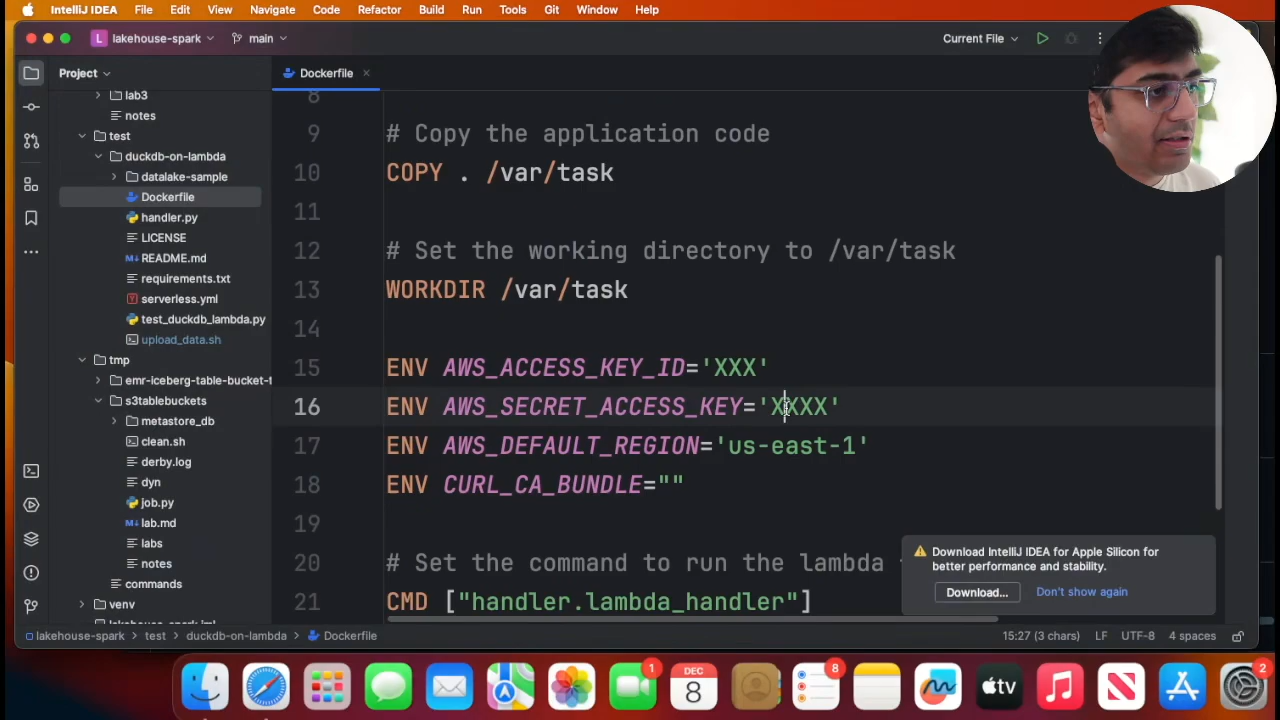 IntelliJ IDEA File Edit View Navigate Code Refactor Build Run Tools Git Window Help
L lakehouse-spark main Current File
Project Dockerfile
lab3
notes
test
duckdb-on-lambda
datalake-sample
Dockerfile
handler.py
LICENSE
README.md
requirements.txt
serverless.yml
test_duckdb_lambda.py
upload_data.sh
tmp
emr-iceberg-table-bucket-t
s3tablebuckets
metastore_db
clean.sh
derby.log
dyn
job.py
lab.md
labs
notes
commands
venv
8
9 # Copy the application code
10 COPY . /var/task
11
12 # Set the working directory to /var/task
13 WORKDIR /var/task
14
15 ENV AWS_ACCESS_KEY_ID='XXX'
16 ENV AWS_SECRET_ACCESS_KEY='XXXX'
17 ENV AWS_DEFAULT_REGION='us-east-1'
18 ENV CURL_CA_BUNDLE=""
19
20 # Set the command to run the lambda
21 CMD ["handler.lambda_handler"]
Download IntelliJ IDEA for Apple Silicon for
better performance and stability.
Download... Don't show again
lakehouse-spark test duckdb-on-lambda Dockerfile 15:27 (3 chars) LF UTF-8 4 spaces
1 DEC 8 2
8
tv